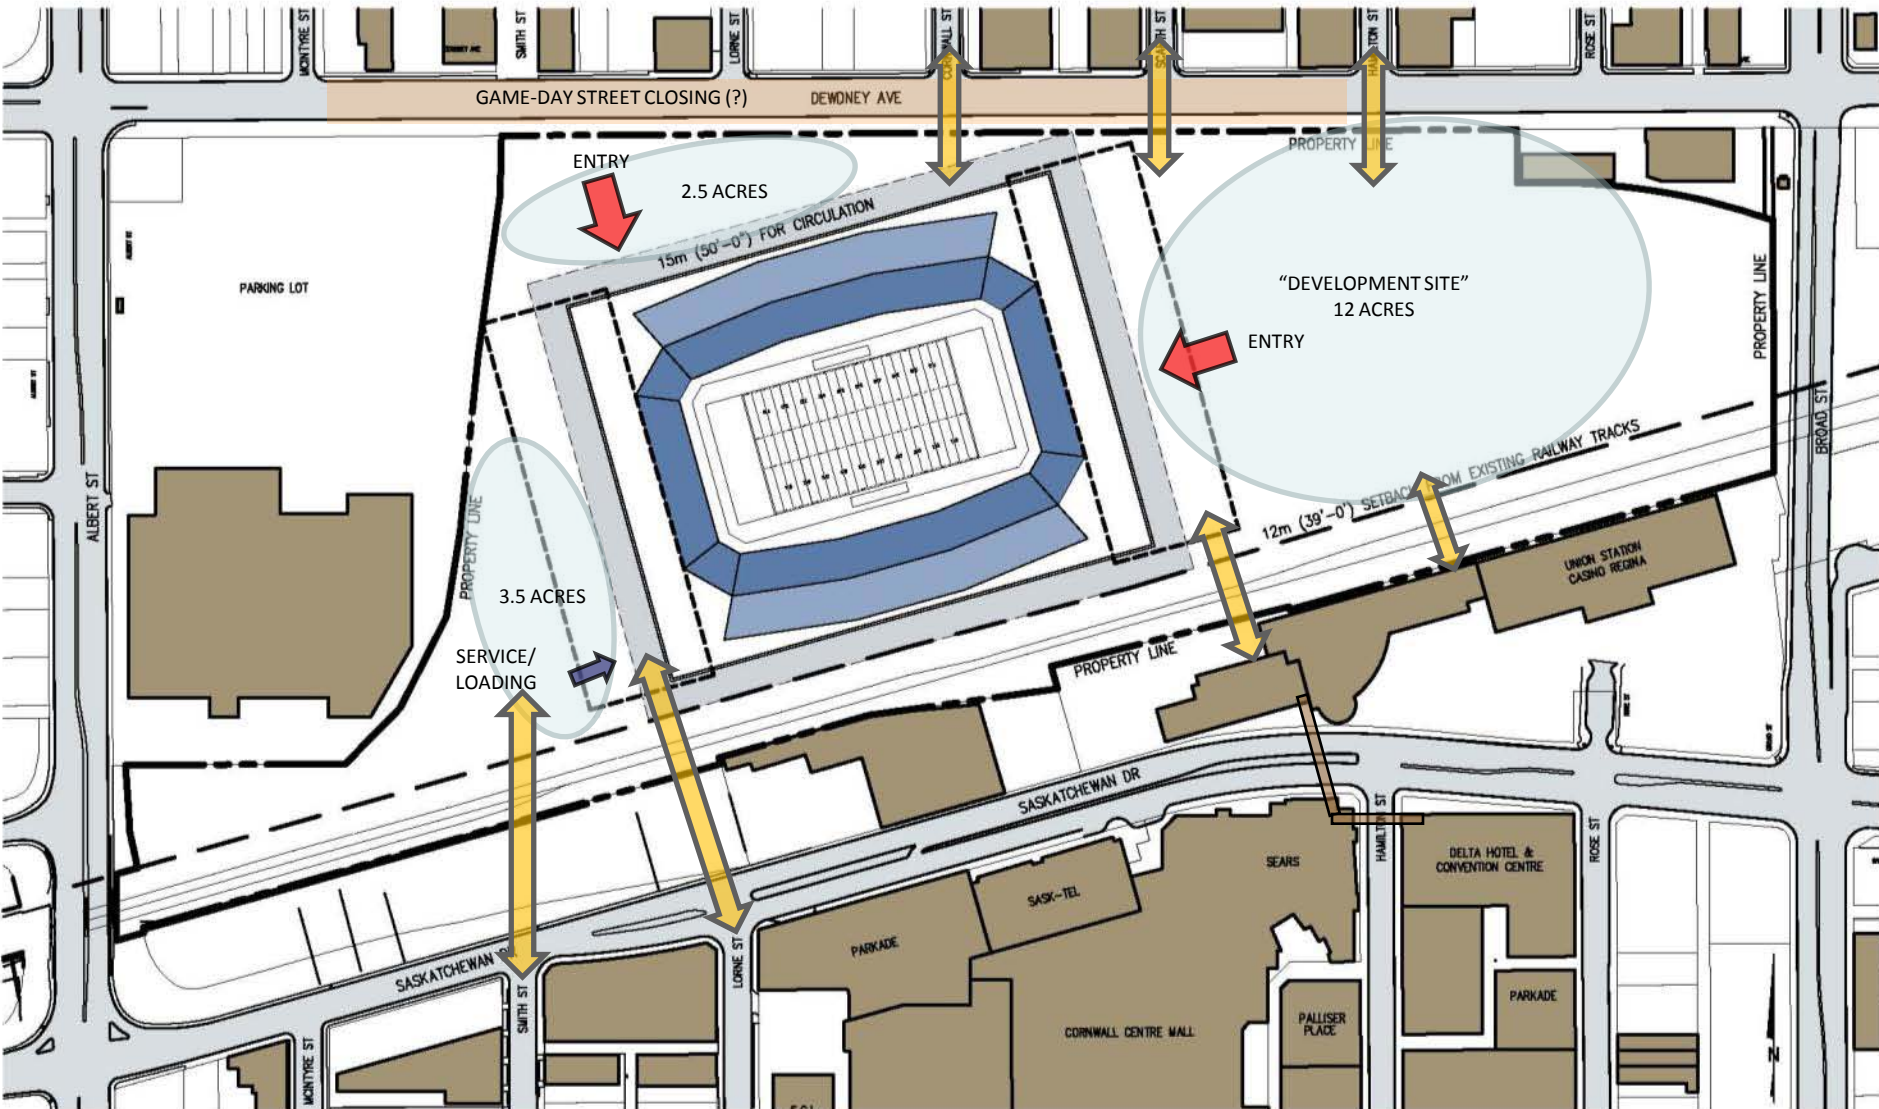 MCINTYRE ST
SMITH ST
LORNE ST
CORNWALL ST
SCARTH ST
HAMILTON ST
ROSE ST
GAME-DAY STREET CLOSING (?)
DEWDNEY AVE
ENTRY
2.5 ACRES
PROPERTY LINE
15m (50'-0") FOR CIRCULATION
PARKING LOT
"DEVELOPMENT SITE"
12 ACRES
PROPERTY LINE
ENTRY
BROAD ST
ALBERT ST
PROPERTY LINE
12m (39'-0") SETBACK FROM EXISTING RAILWAY TRACKS
UNION STATION
CASINO REGINA
3.5 ACRES
SERVICE/
LOADING
PROPERTY LINE
SASKATCHEWAN DR
SEARS
HAMILTON ST
DELTA HOTEL &
CONVENTION CENTRE
ROSE ST
SASK-TEL
PARKADE
SASKATCHEWAN
LORNE ST
SMITH ST
PARKADE
PALLISER
PLACE
CORNWALL CENTRE MALL
MCINTYRE ST
N